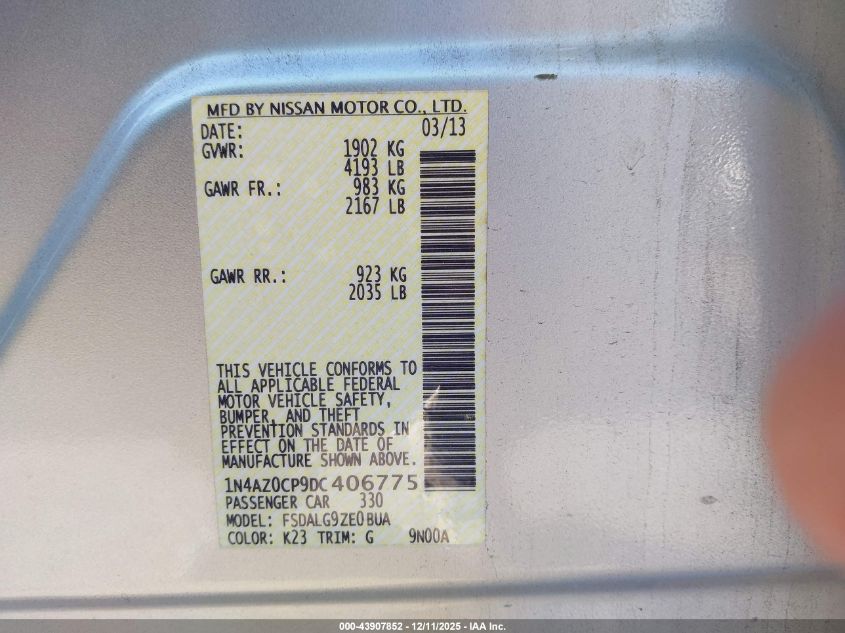 MFD BY NISSAN MOTOR CO., LTD.
DATE: 03/13
GVWR: 1902 KG
4193 LB
GAWR FR.: 983 KG
2167 LB
GAWR RR.: 923 KG
2035 LB
THIS VEHICLE CONFORMS TO
ALL APPLICABLE FEDERAL
MOTOR VEHICLE SAFETY,
BUMPER, AND THEFT
PREVENTION STANDARDS IN
EFFECT ON THE DATE OF
MANUFACTURE SHOWN ABOVE.
1N4AZ0CP9DC406775
PASSENGER CAR 330
MODEL: FSDALG9ZE0BUA
COLOR: K23 TRIM: G 9N00A
000-43907852 - 12/11/2025 - IAA Inc.